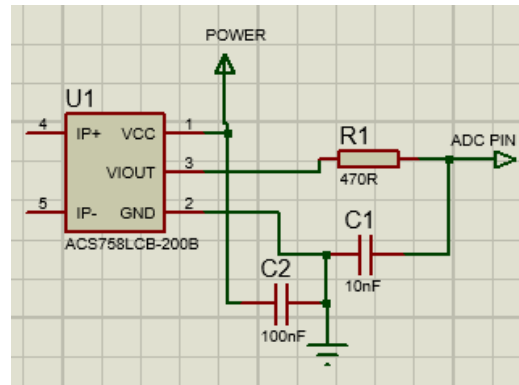 POWER
U1
4 IP+ VCC 1
VIOUT 3
5 IP- GND 2
ACS758LCB-200B
R1
470R
ADC PIN
C1
10nF
C2
100nF